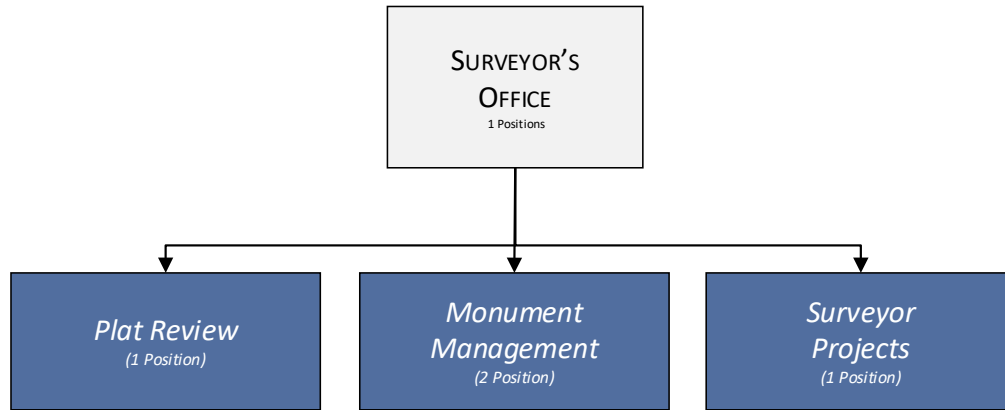 SURVEYOR'S
OFFICE
1 Positions
Plat Review
(1 Position)
Monument
Management
(2 Position)
Surveyor
Projects
(1 Position)